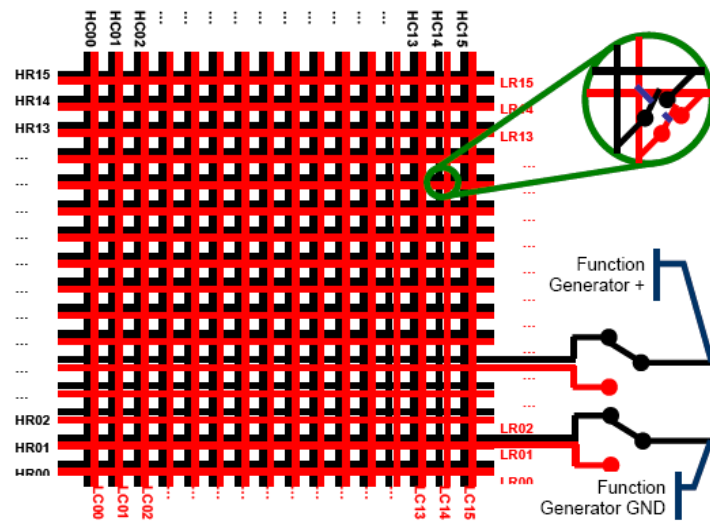 HC00
HC01
HC02
...
...
...
...
...
...
...
...
...
...
HC13
HC14
HC15
HR15
LR15
HR14
LR14
HR13
LR13
...
...
...
...
...
...
...
...
...
...
Function
Generator +
...
...
...
...
...
...
...
...
...
...
HR02
LR02
HR01
LR01
HR00
LR00
LC00
LC01
LC02
...
...
...
...
...
...
...
...
...
...
LC13
LC14
LC15
Function
Generator GND